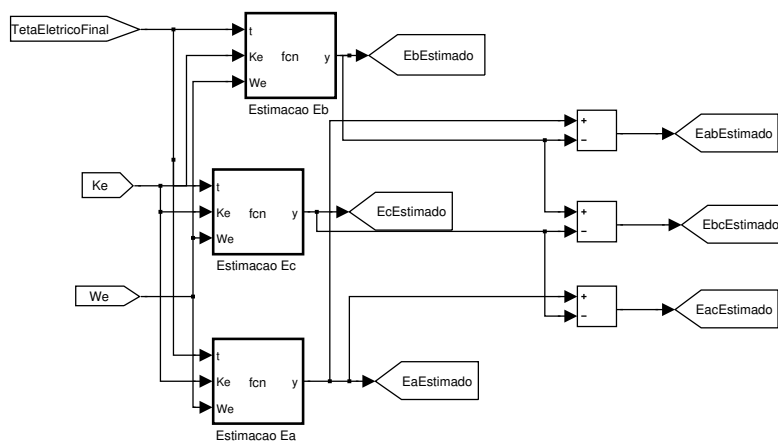 TetaEletricoFinal
t
Ke
We
fcn
y
Estimacao Eb
EbEstimado
+
−
EabEstimado
Ke
t
Ke
We
fcn
y
Estimacao Ec
EcEstimado
+
−
EbcEstimado
We
+
−
EacEstimado
t
Ke
We
fcn
y
Estimacao Ea
EaEstimado